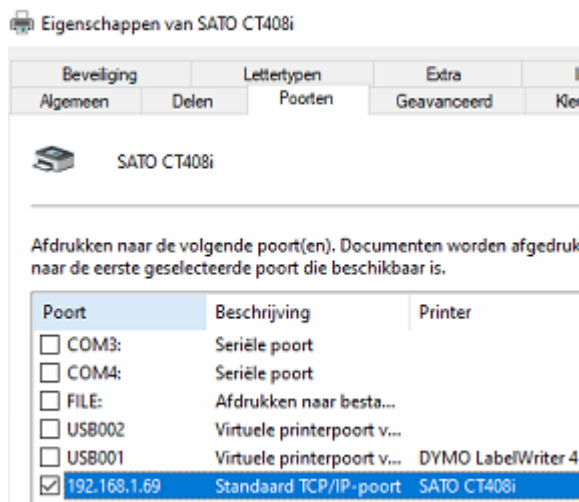 Eigenschappen van SATO CT408i
Beveiliging Lettertypen Extra
Algemeen Delen Poorten Geavanceerd
SATO CT408i
Afdrukken naar de volgende poort(en). Documenten worden afgedruk
naar de eerste geselecteerde poort die beschikbaar is.
Poort Beschrijving Printer
COM3: Seriële poort
COM4: Seriële poort
FILE: Afdrukken naar besta...
USB002 Virtuele printerpoort v...
USB001 Virtuele printerpoort v... DYMO LabelWriter 4
192.168.1.69 Standaard TCP/IP-poort SATO CT408i